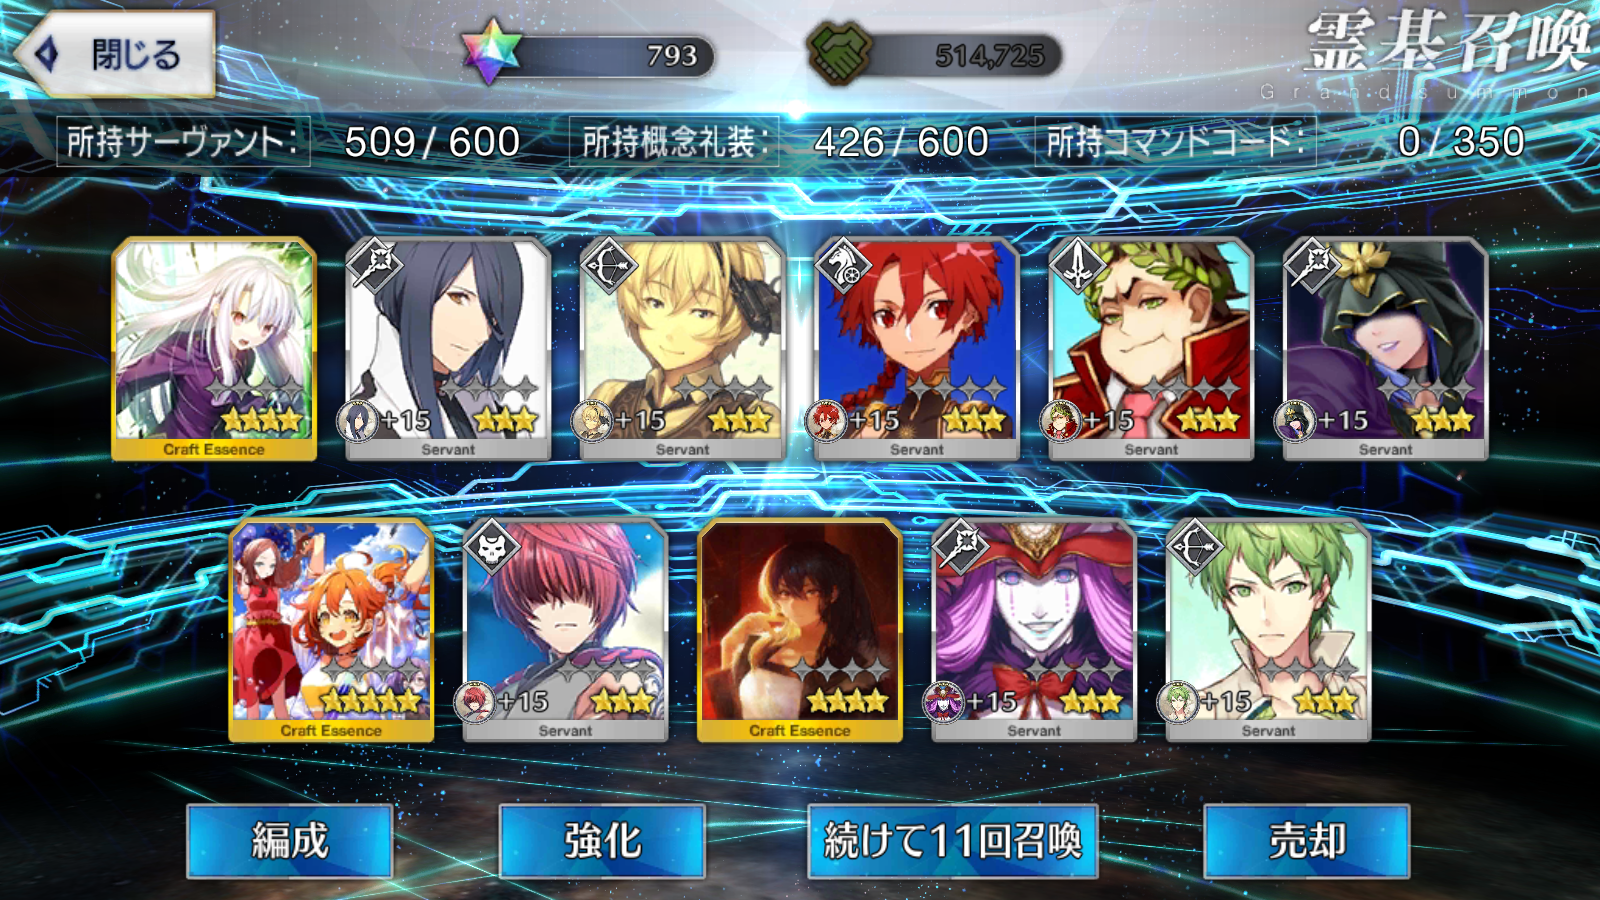 閉じる
793
514,725
霊基召喚
Grand summon
所持サーヴァント: 509 / 600 所持概念礼装: 426 / 600 所持コマンドコード: 0 / 350
+15 +15 +15 +15 +15
Craft Essence Servant Servant Servant Servant Servant
+15 +15 +15
Craft Essence Servant Craft Essence Servant Servant
編成 強化 続けて11回召喚 売却